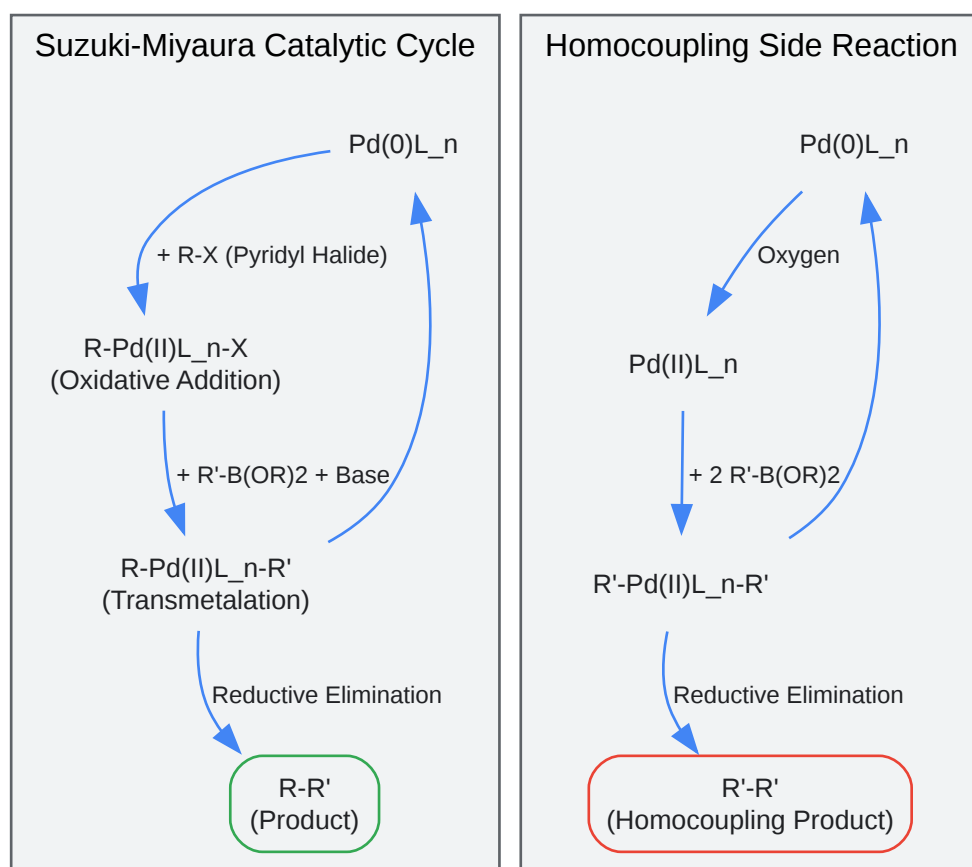 Suzuki-Miyaura Catalytic Cycle
Pd(0)L_n
+ R-X (Pyridyl Halide)
R-Pd(II)L_n-X
(Oxidative Addition)
+ R'-B(OR)2 + Base
R-Pd(II)L_n-R'
(Transmetalation)
Reductive Elimination
R-R'
(Product)
Homocoupling Side Reaction
Pd(0)L_n
Oxygen
Pd(II)L_n
+ 2 R'-B(OR)2
R'-Pd(II)L_n-R'
Reductive Elimination
R'-R'
(Homocoupling Product)